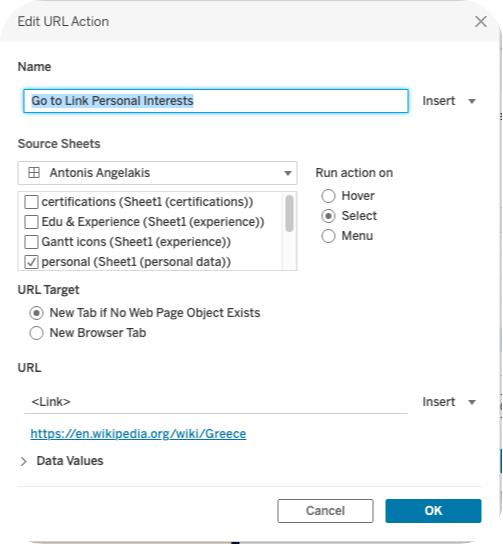 Edit URL Action
Name
Go to Link Personal Interests
Insert
Source Sheets
Antonis Angelakis
Run action on
certifications (Sheet1 (certifications))
Hover
Edu & Experience (Sheet1 (experience))
Select
Gantt icons (Sheet1 (experience))
Menu
personal (Sheet1 (personal data))
URL Target
New Tab if No Web Page Object Exists
New Browser Tab
URL
<Link>
Insert
https://en.wikipedia.org/wiki/Greece
Data Values
Cancel
OK